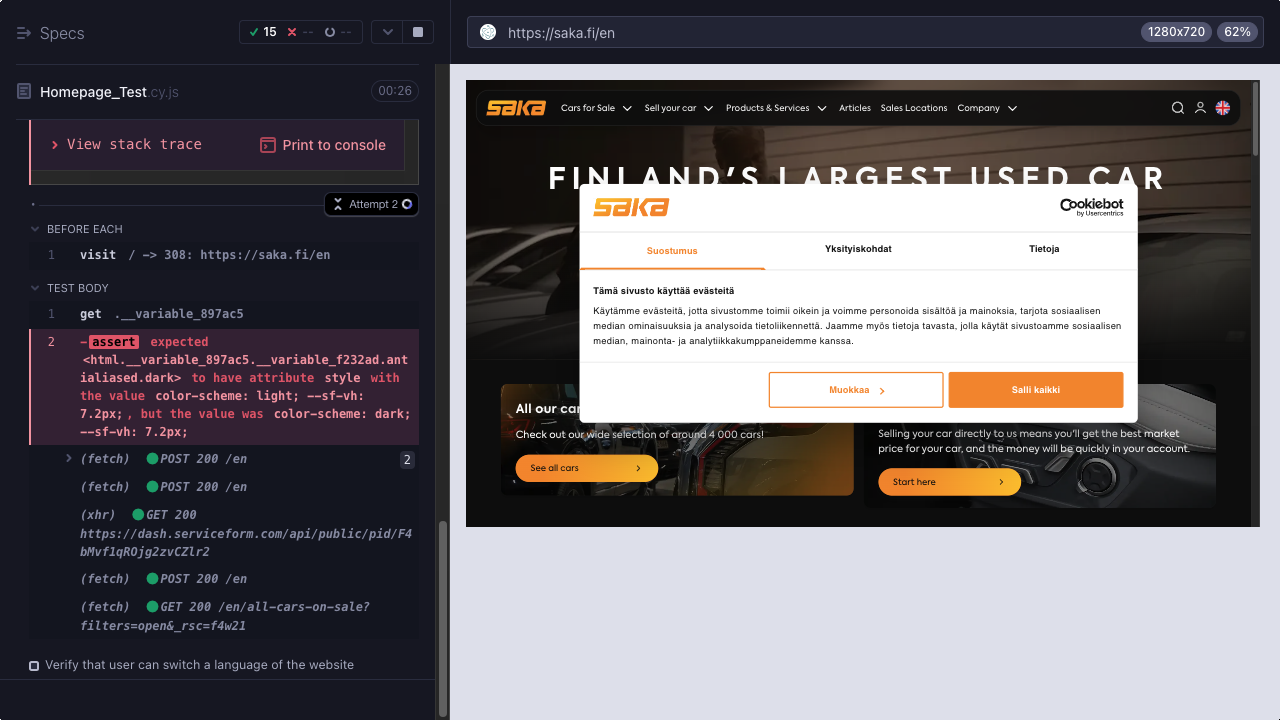 Specs
15
--
--
Homepage_Test.cy.js
00:26
View stack trace
Print to console
Attempt 2
BEFORE EACH
1 visit / -> 308: https://saka.fi/en
TEST BODY
1 get .__variable_897ac5
2 -assert expected
<html.__variable_897ac5.__variable_f232ad.ant
ialiased.dark> to have attribute style with
the value color-scheme: light; --sf-vh:
7.2px;, but the value was color-scheme: dark;
--sf-vh: 7.2px;
(fetch) POST 200 /en 2
(fetch) POST 200 /en
(xhr) GET 200
https://dash.serviceform.com/api/public/pid/F4
bMvf1qROjg2zvCZlr2
(fetch) POST 200 /en
(fetch) GET 200 /en/all-cars-on-sale?
filters=open&_rsc=f4w21
Verify that user can switch a language of the website
https://saka.fi/en
1280x720
62%
saka
Cars for Sale
Sell your car
Products & Services
Articles
Sales Locations
Company
FINLAND'S LARGEST USED CAR
saka
Cookiebot
by Usercentrics
Suostumus
Yksityiskohdat
Tietoja
Tämä sivusto käyttää evästeitä
Käytämme evästeitä, jotta sivustomme toimii oikein ja voimme personoida sisältöä ja mainoksia, tarjota sosiaalisen
median ominaisuuksia ja analysoida tietoliikennettä. Jaamme myös tietoja tavasta, jolla käytät sivustoamme sosiaalisen
median, mainonta- ja analytiikkakumppaneidemme kanssa.
Muokkaa
Salli kaikki
All our car
Check out our wide selection of around 4 000 cars!
See all cars
Selling your car directly to us means you'll get the best market
price for your car, and the money will be quickly in your account.
Start here